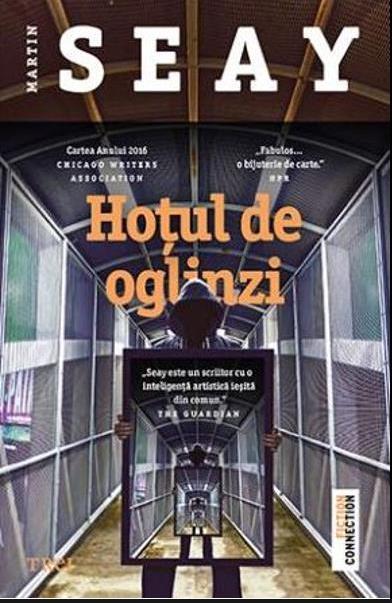 MARTIN
SEAY
Cartea Anului 2016
CHICAGO WRITERS
ASSOCIATION
„Fabulos...
o bijuterie de carte.”
NPR
Hoțul de
oglinzi
„Seay este un scriitor cu o
inteligență artistică ieșită
din comun.”
THE GUARDIAN
FICTION
CONNECTION
TREI